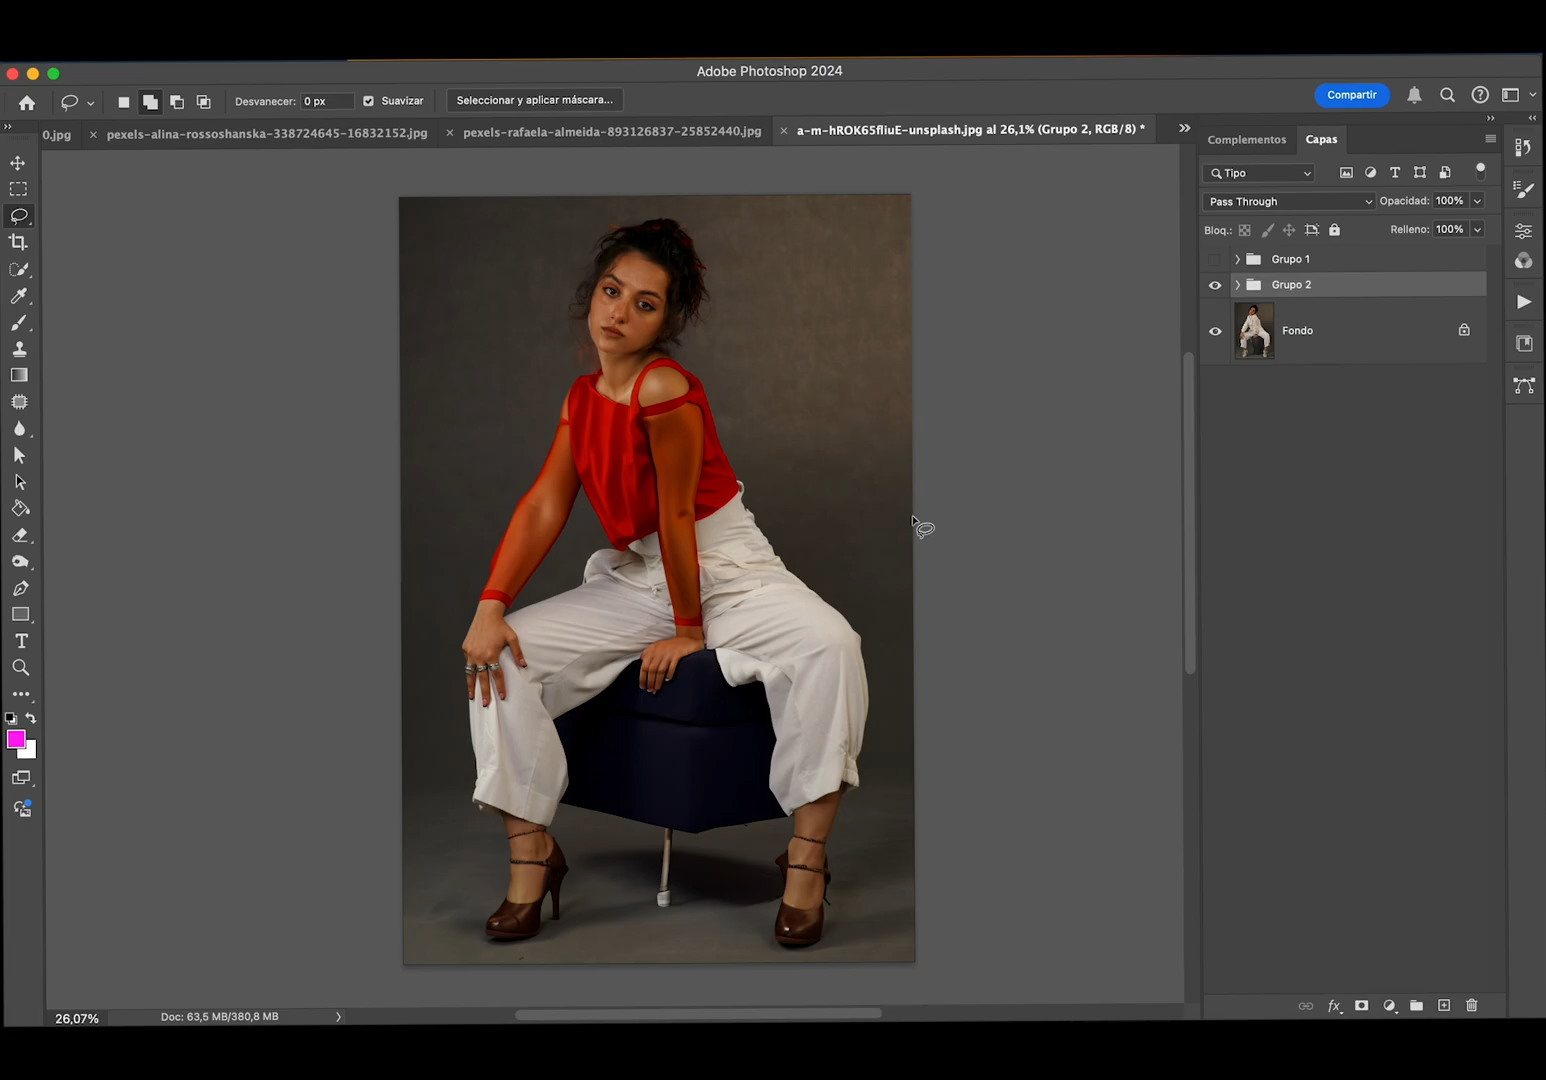 Adobe Photoshop 2024
Desvanecer: 0 px Suavizar Seleccionar y aplicar máscara... Compartir
0.jpg × pexels-alina-rossoshanska-338724645-16832152.jpg × pexels-rafaela-almeida-893126837-25852440.jpg × a-m-hROK65fliuE-unsplash.jpg al 26,1% (Grupo 2, RGB/8) *
Complementos Capas
Tipo
Pass Through Opacidad: 100%
Bloq.: Relleno: 100%
Grupo 1
Grupo 2
Fondo
26,07% Doc: 63,5 MB/380,8 MB
fx